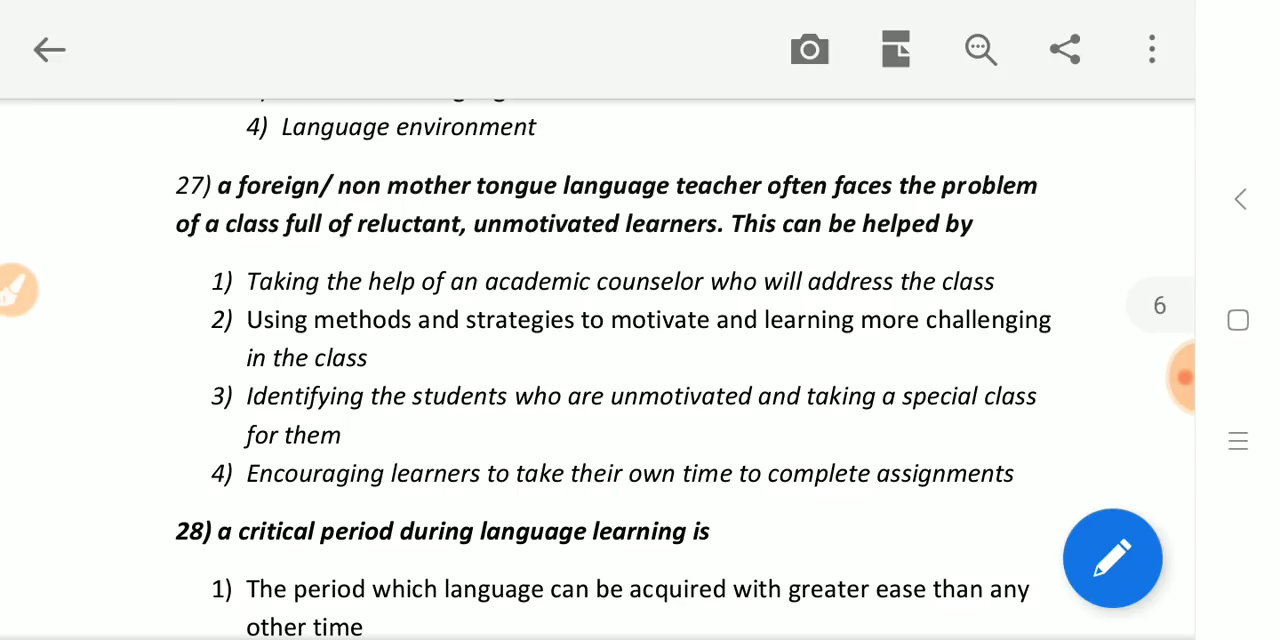 4) Language environment
27) a foreign/ non mother tongue language teacher often faces the problem
of a class full of reluctant, unmotivated learners. This can be helped by
1) Taking the help of an academic counselor who will address the class
2) Using methods and strategies to motivate and learning more challenging
in the class
3) Identifying the students who are unmotivated and taking a special class
for them
4) Encouraging learners to take their own time to complete assignments
28) a critical period during language learning is
1) The period which language can be acquired with greater ease than any
other time
6